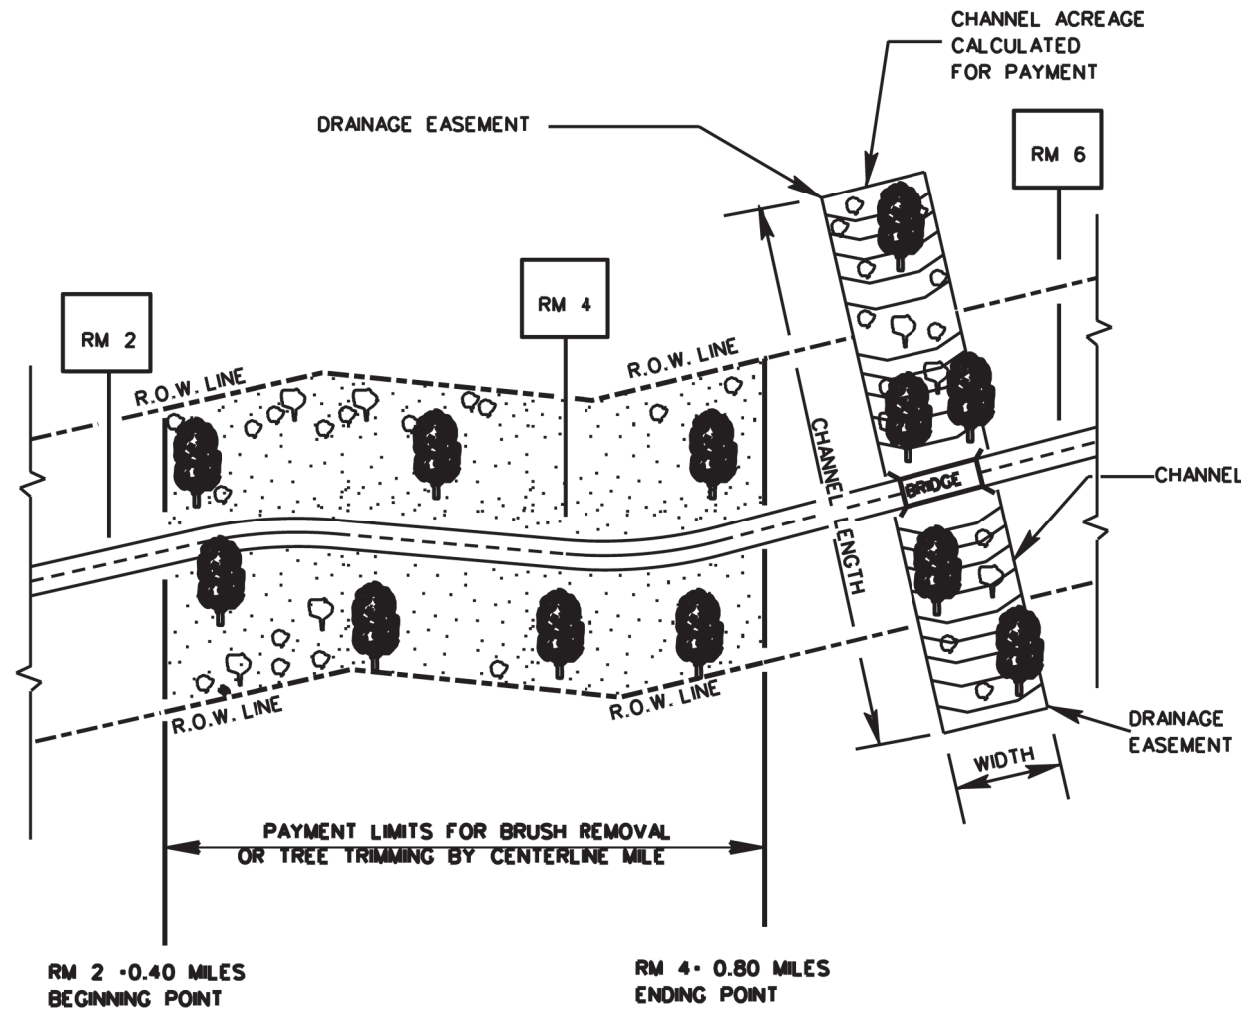 CHANNEL ACREAGE
CALCULATED
FOR PAYMENT
DRAINAGE EASEMENT
RM 6
RM 4
RM 2
R.O.W. LINE
R.O.W. LINE
CHANNEL LENGTH
BRIDGE
CHANNEL
R.O.W. LINE
R.O.W. LINE
DRAINAGE
EASEMENT
WIDTH
PAYMENT LIMITS FOR BRUSH REMOVAL
OR TREE TRIMMING BY CENTERLINE MILE
RM 2 ·0.40 MILES
BEGINNING POINT
RM 4· 0.80 MILES
ENDING POINT